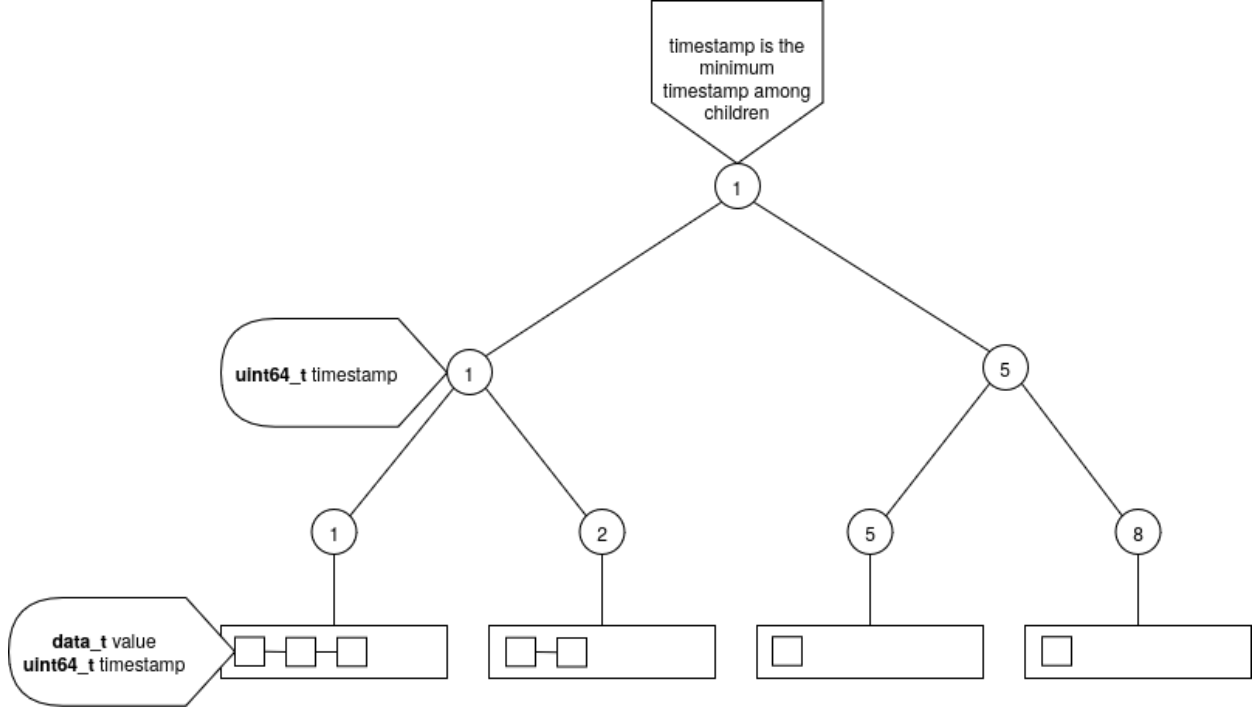 timestamp is the
minimum
timestamp among
children
1
uint64_t timestamp
1
5
1
2
5
8
data_t value
uint64_t timestamp